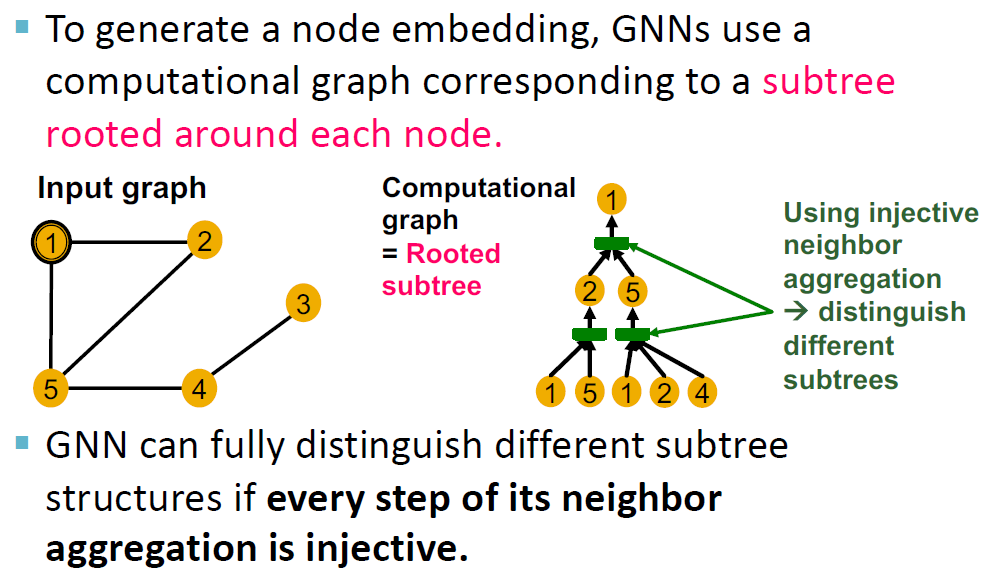 To generate a node embedding, GNNs use a
computational graph corresponding to a subtree
rooted around each node.
Input graph
1
2
3
5
4
Computational
graph
= Rooted
subtree
1
2 5
1 5 1 2 4
Using injective
neighbor
aggregation
→ distinguish
different
subtrees
GNN can fully distinguish different subtree
structures if every step of its neighbor
aggregation is injective.